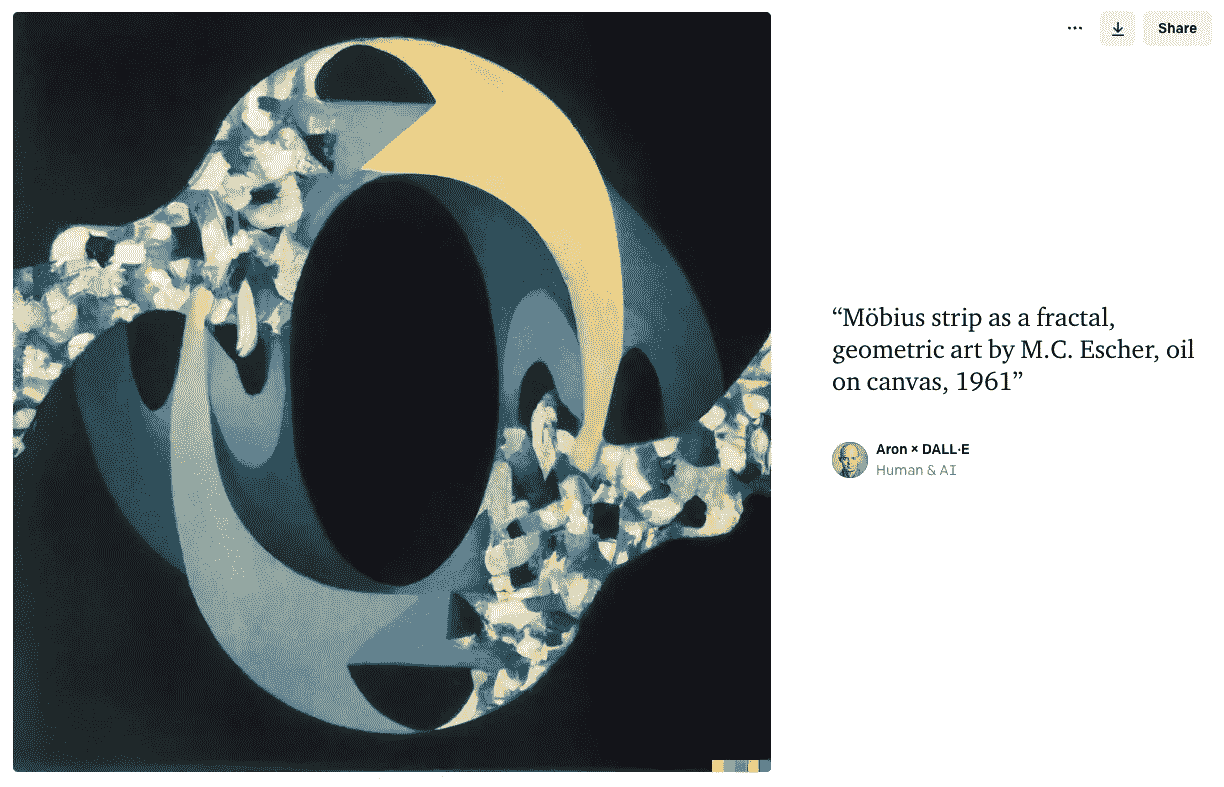 Share
“Möbius strip as a fractal,
geometric art by M.C. Escher, oil
on canvas, 1961”
Aron × DALL·E
Human & AI